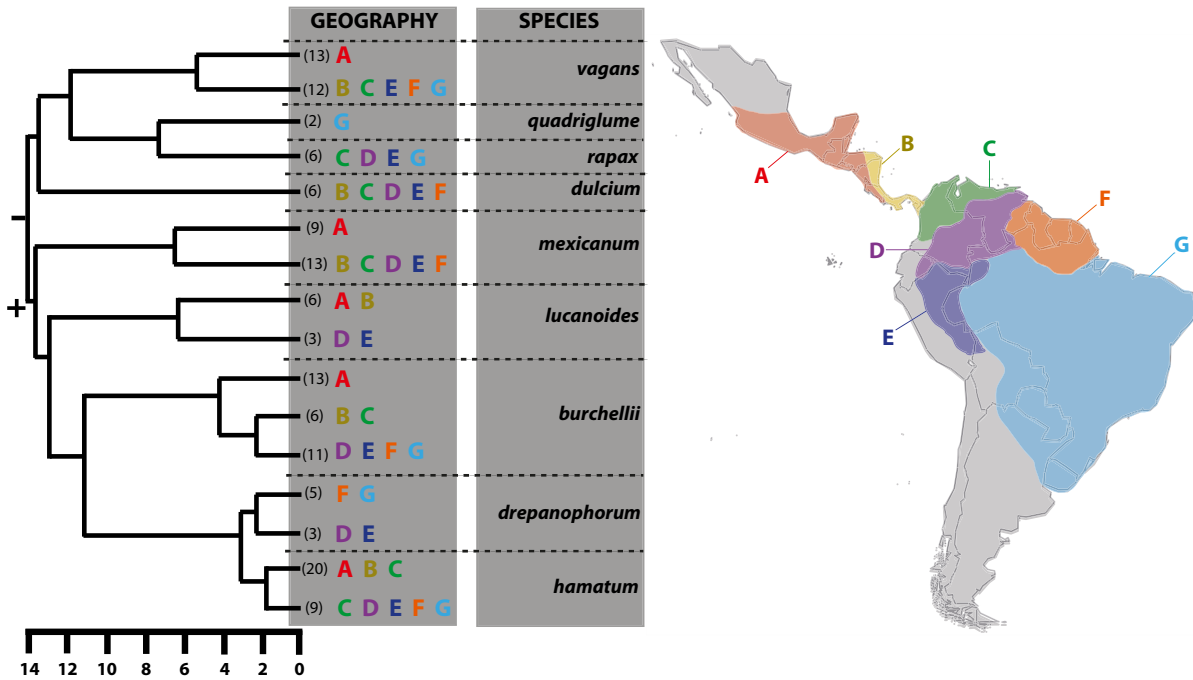 GEOGRAPHY SPECIES
(13) A
vagans
(12) B C E F G
(2) G quadriglume
(6) C D E G rapax
(6) B C D E F dulcium
(9) A
mexicanum
(13) B C D E F
(6) A B
lucanoides
(3) D E
(13) A
(6) B C burchellii
(11) D E F G
(5) F G
drepanophorum
(3) D E
(20) A B C
hamatum
(9) C D E F G
14 12 10 8 6 4 2 0
- 
+
A
B
C
D
E
F
G